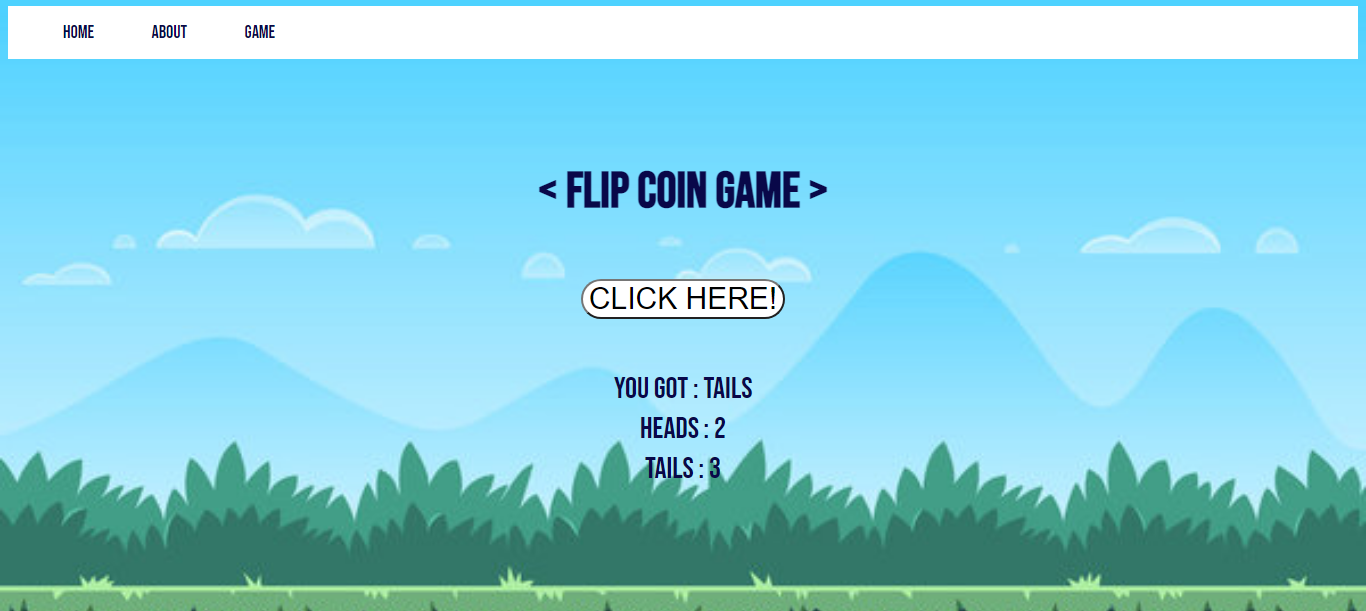 HOME ABOUT GAME
< FLIP COIN GAME >
CLICK HERE!
YOU GOT : TAILS
HEADS : 2
TAILS : 3